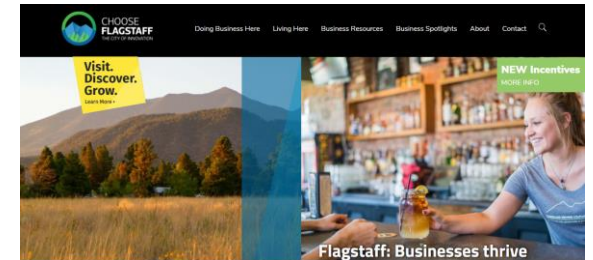 CHOOSE
FLAGSTAFF
THE CITY OF INNOVATION
Doing Business Here Living Here Business Resources Business Spotlights About Contact
Visit.
Discover.
Grow.
Learn More ›
NEW Incentives
MORE INFO
Flagstaff: Businesses thrive